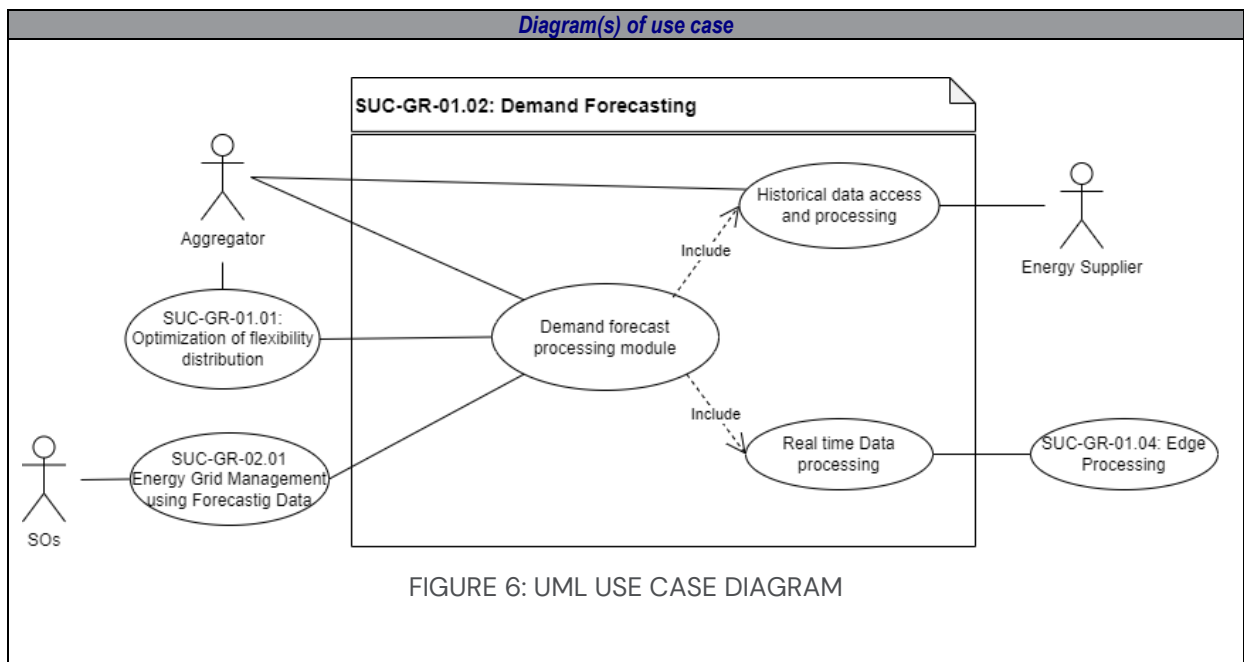 Diagram(s) of use case
SUC-GR-01.02: Demand Forecasting
Aggregator
Historical data access
and processing
Energy Supplier
Include
SUC-GR-01.01:
Optimization of flexibility
distribution
Demand forecast
processing module
Include
SOs
SUC-GR-02.01
Energy Grid Management
using Forecastig Data
Real time Data
processing
SUC-GR-01.04: Edge
Processing
FIGURE 6: UML USE CASE DIAGRAM